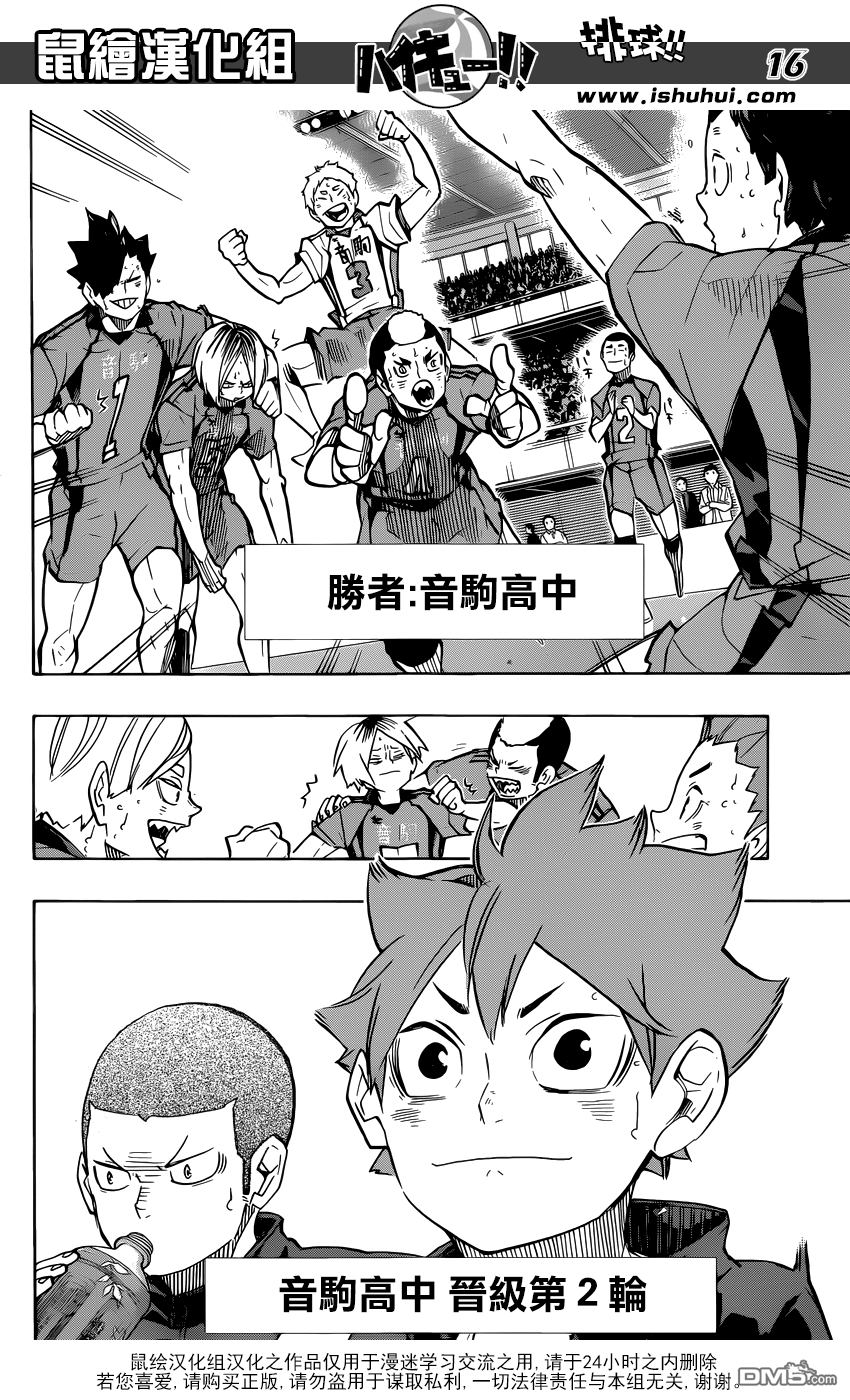 鼠繪漢化組
ハイキュー!!
排球!!
16
www.ishuhui.com
音駒
3
音駒
1
4
2
勝者:音駒高中
音駒
音駒高中 晉級第2輪
鼠绘汉化组汉化之作品仅用于漫迷学习交流之用,请于24小时之内删除
若您喜爱,请购买正版,请勿盗用于谋取私利,一切法律责任与本组无关,谢谢。
DM5.com